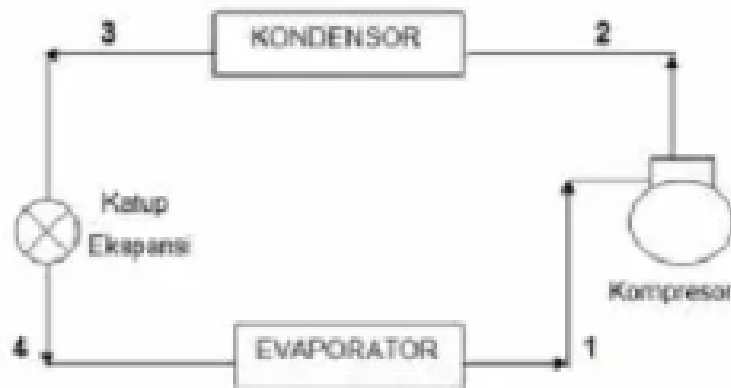 3
KONDENSOR
2
Katup
Ekspansi
Kompresor
4
EVAPORATOR
1